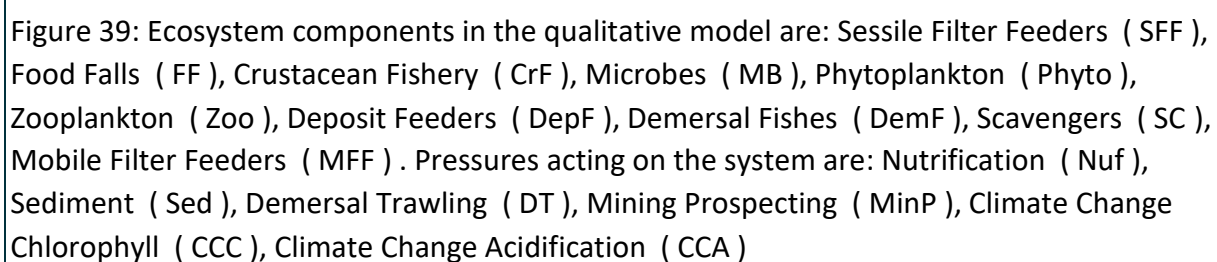 Figure 39: Ecosystem components in the qualitative model are: Sessile Filter Feeders ( SFF ),
Food Falls ( FF ), Crustacean Fishery ( CrF ), Microbes ( MB ), Phytoplankton ( Phyto ),
Zooplankton ( Zoo ), Deposit Feeders ( DepF ), Demersal Fishes ( DemF ), Scavengers ( SC ),
Mobile Filter Feeders ( MFF ) . Pressures acting on the system are: Nutrification ( Nuf ),
Sediment ( Sed ), Demersal Trawling ( DT ), Mining Prospecting ( MinP ), Climate Change
Chlorophyll ( CCC ), Climate Change Acidification ( CCA )